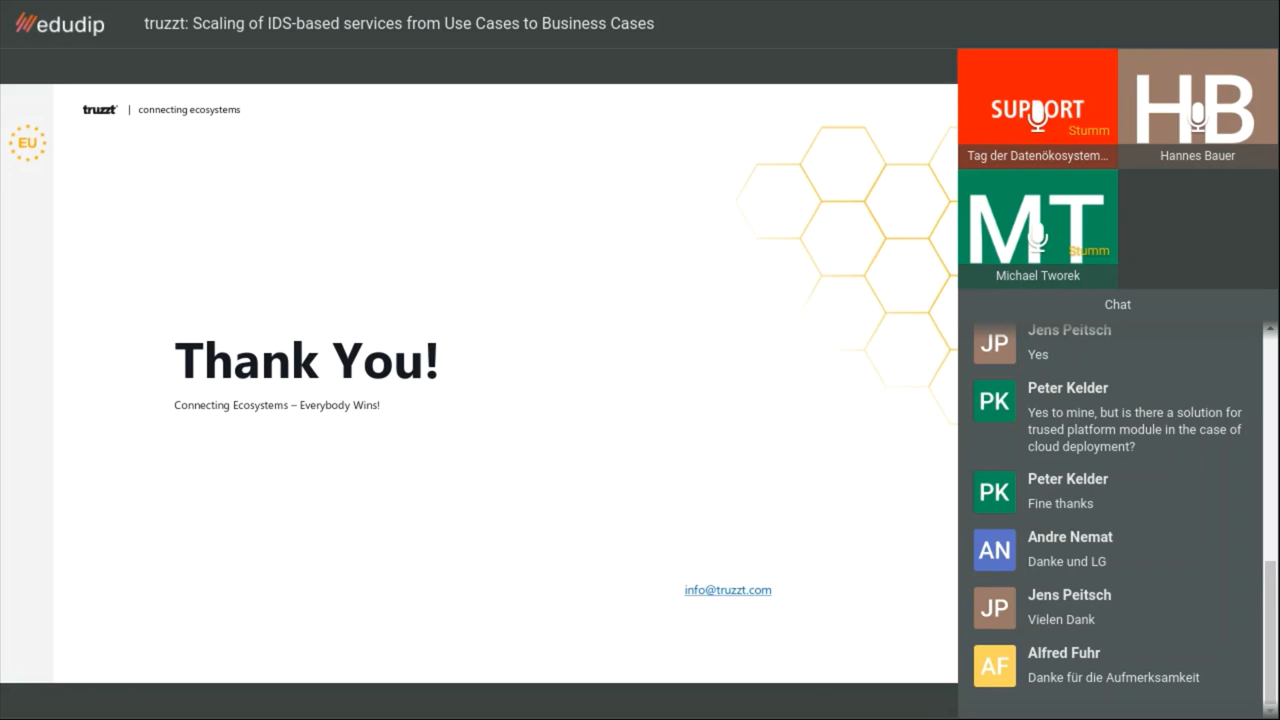 edudip
truzzt: Scaling of IDS-based services from Use Cases to Business Cases
truzzt | connecting ecosystems
EU
Thank You!
Connecting Ecosystems – Everybody Wins!
info@truzzt.com
SUPPORT
Stumm
Tag der Datenökosystem...
HB
Hannes Bauer
MT
Stumm
Michael Tworek
Chat
JP
Jens Peitsch
Yes
PK
Peter Kelder
Yes to mine, but is there a solution for
trused platform module in the case of
cloud deployment?
PK
Peter Kelder
Fine thanks
AN
Andre Nemat
Danke und LG
JP
Jens Peitsch
Vielen Dank
AF
Alfred Fuhr
Danke für die Aufmerksamkeit